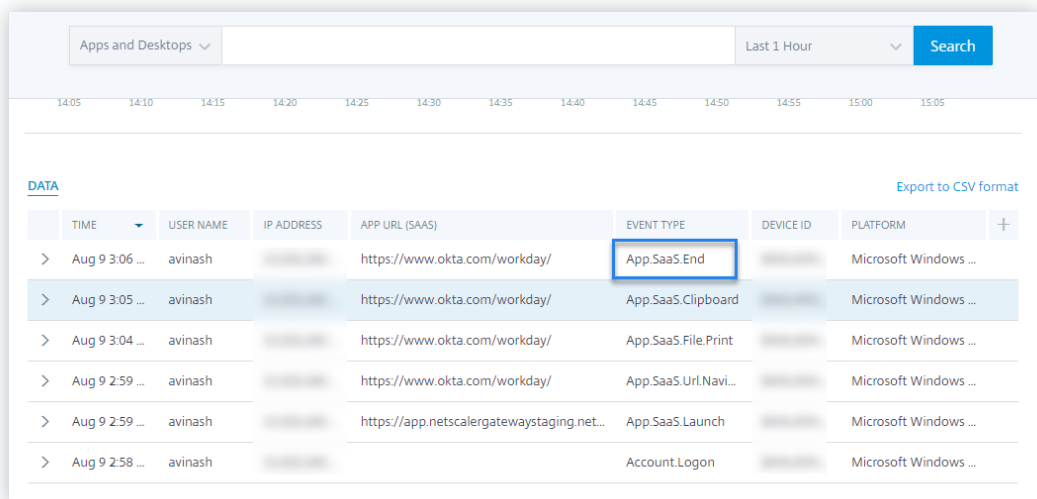 Apps and Desktops Last 1 Hour Search
14:05 14:10 14:15 14:20 14:25 14:30 14:35 14:40 14:45 14:50 14:55 15:00 15:05
DATA
Export to CSV format
TIME USER NAME IP ADDRESS APP URL (SAAS) EVENT TYPE DEVICE ID PLATFORM
Aug 9 3:06 ... avinash https://www.okta.com/workday/ App.SaaS.End Microsoft Windows ...
Aug 9 3:05 ... avinash https://www.okta.com/workday/ App.SaaS.Clipboard Microsoft Windows ...
Aug 9 3:04 ... avinash https://www.okta.com/workday/ App.SaaS.File.Print Microsoft Windows ...
Aug 9 2:59 ... avinash https://www.okta.com/workday/ App.SaaS.Url.Navi... Microsoft Windows ...
Aug 9 2:59 ... avinash https://app.netscalergatewaystaging.net... App.SaaS.Launch Microsoft Windows ...
Aug 9 2:58 ... avinash Account.Logon Microsoft Windows ...